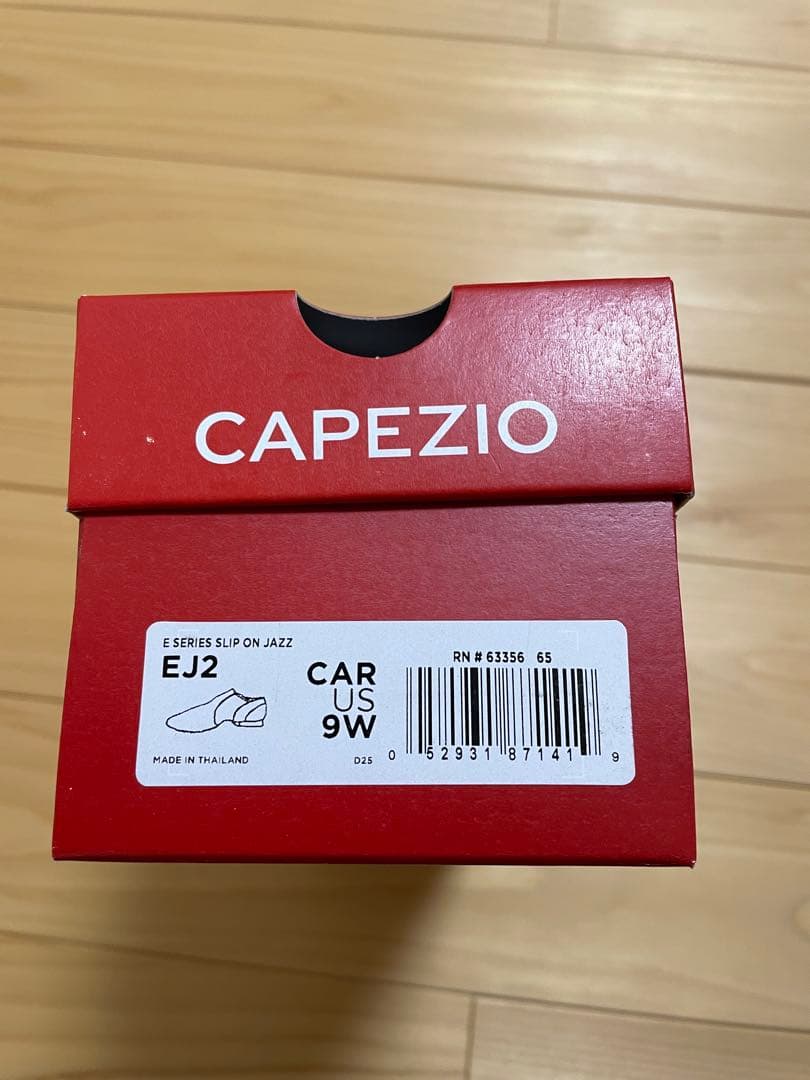 CAPEZIO
E SERIES SLIP ON JAZZ
EJ2
MADE IN THAILAND
CAR
US
9W
D25
RN # 63356 65
0 52931 87141 9